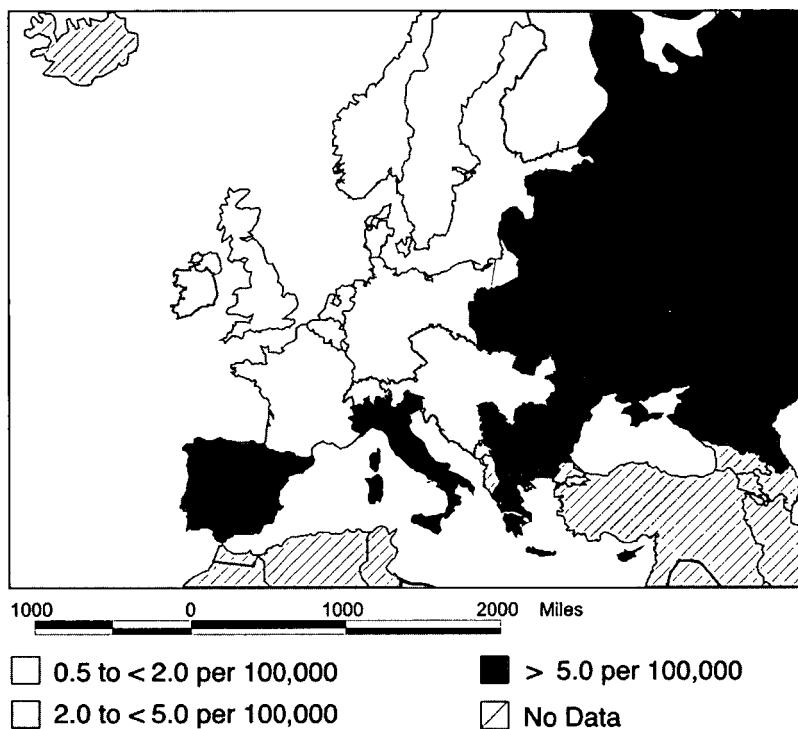 1000 0 1000 2000 Miles
0.5 to < 2.0 per 100,000
2.0 to < 5.0 per 100,000
> 5.0 per 100,000
No Data